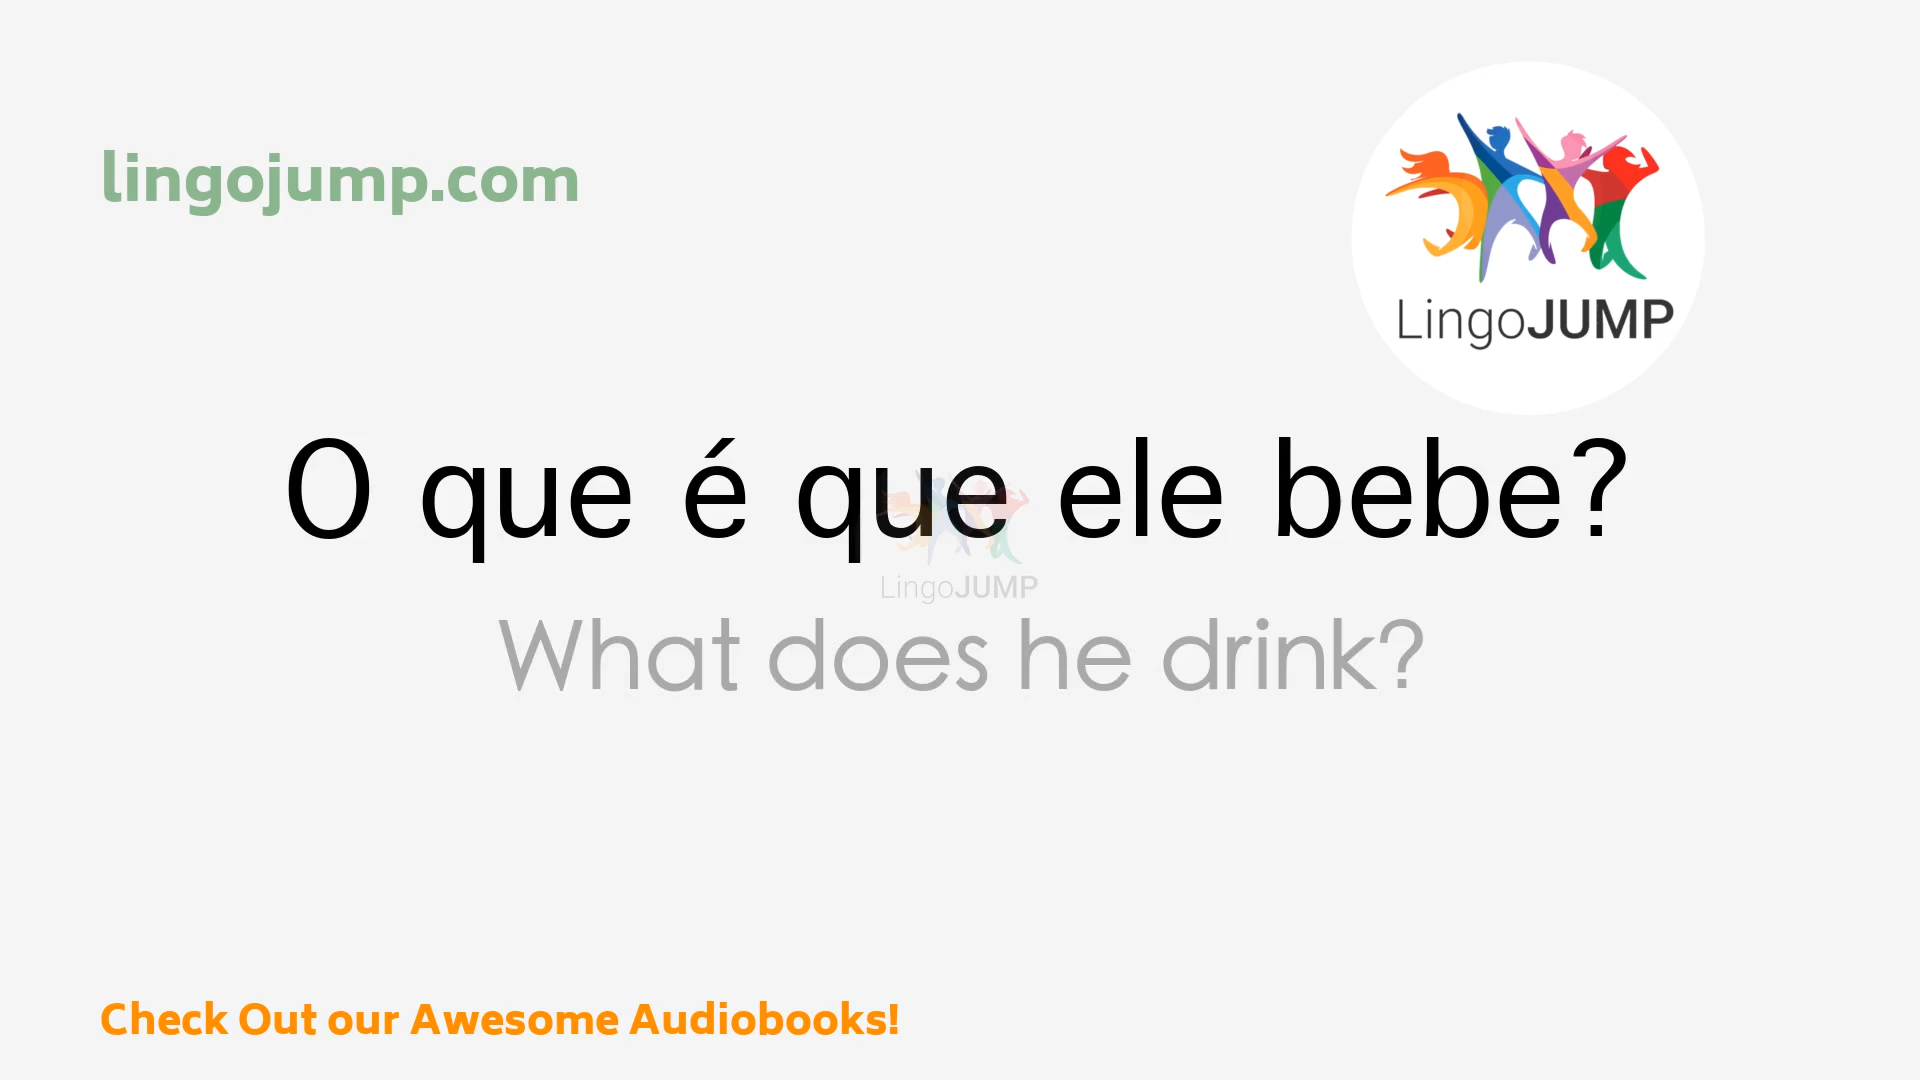 lingojump.com
LingoJUMP
O que é que ele bebe?
LingoJUMP
What does he drink?
Check Out our Awesome Audiobooks!